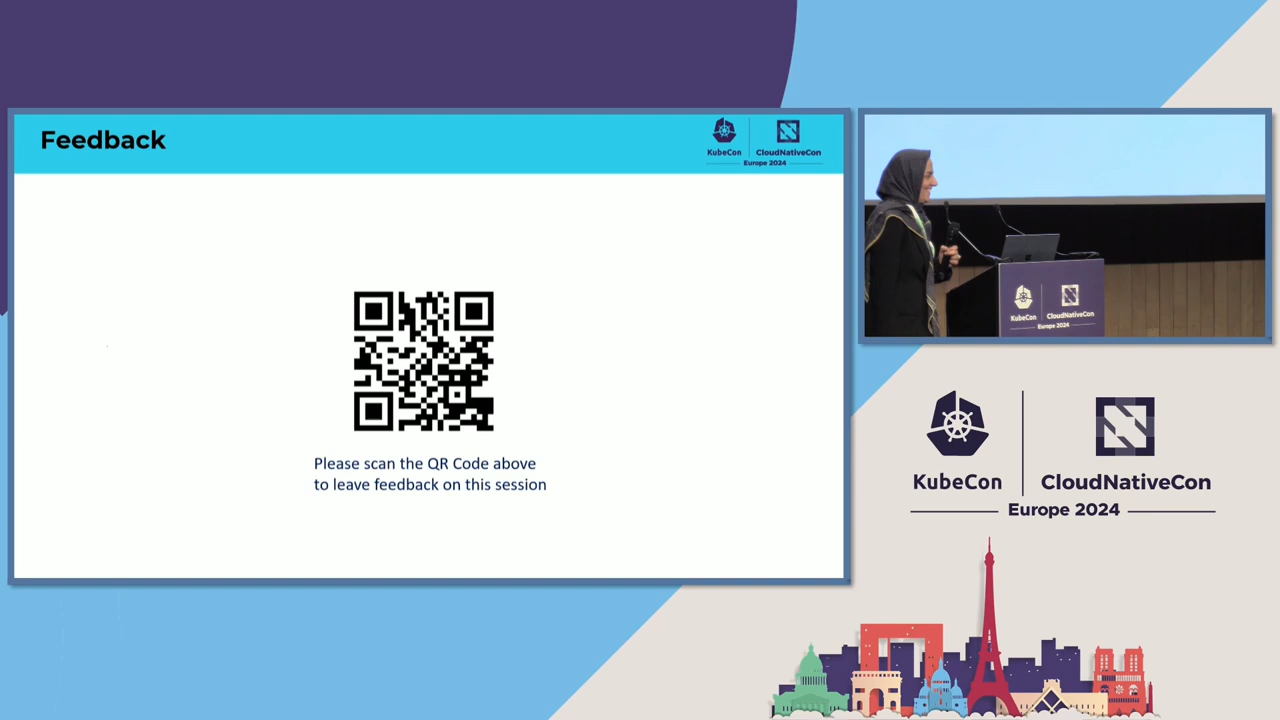 Feedback
KubeCon
CloudNativeCon
Europe 2024
Please scan the QR Code above
to leave feedback on this session
KubeCon
CloudNativeCon
Europe 2024
KubeCon
CloudNativeCon
Europe 2024